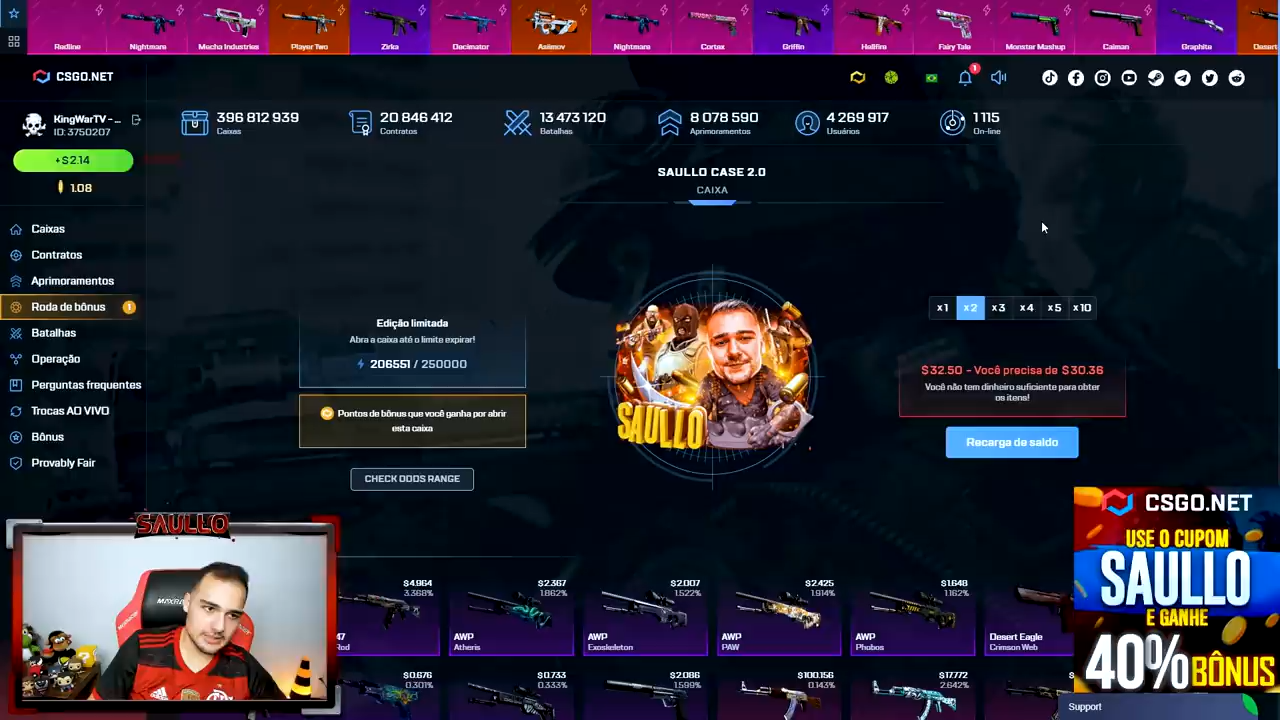 Redline
Nightmare
Mecha Industries
Player Two
Zirka
Decimator
Asiimov
Nightmare
Cortex
Griffin
Hellfire
Fairy Tale
Monster Mashup
Caiman
Graphite
Desert
CSGO.NET
1
KingWarTV - ...
ID: 3750207
+$2.14
1.08
396 812 939
Caixas
20 846 412
Contratos
13 473 120
Batalhas
8 078 590
Aprimoramentos
4 269 917
Usuários
1 115
On-line
Caixas
Contratos
Aprimoramentos
Roda de bônus 1
Batalhas
Operação
Perguntas frequentes
Trocas AO VIVO
Bônus
Provably Fair
SAULLO CASE 2.0
CAIXA
Edição limitada
Abra a caixa até o limite expirar!
206551 / 250000
Pontos de bônus que você ganha por abrir
esta caixa
CHECK ODDS RANGE
SAULLO
x1 x2 x3 x4 x5 x10
$32.50 - Você precisa de $30.36
Você não tem dinheiro suficiente para obter
os itens!
Recarga de saldo
SAULLO
CSGO.NET
USE O CUPOM
SAULLO
E GANHE
40% BÔNUS
Support
$4.964
3.368%
47
$2.367
1.862%
AWP
Atheris
$2.007
1.522%
AWP
Exoskeleton
$2.425
1.914%
AWP
PAW
$1.648
1.162%
AWP
Phobos
Desert Eagle
Crimson Web
$0.676
0.301%
$0.733
0.333%
$2.086
1.599%
$100.156
0.143%
$17.772
2.642%